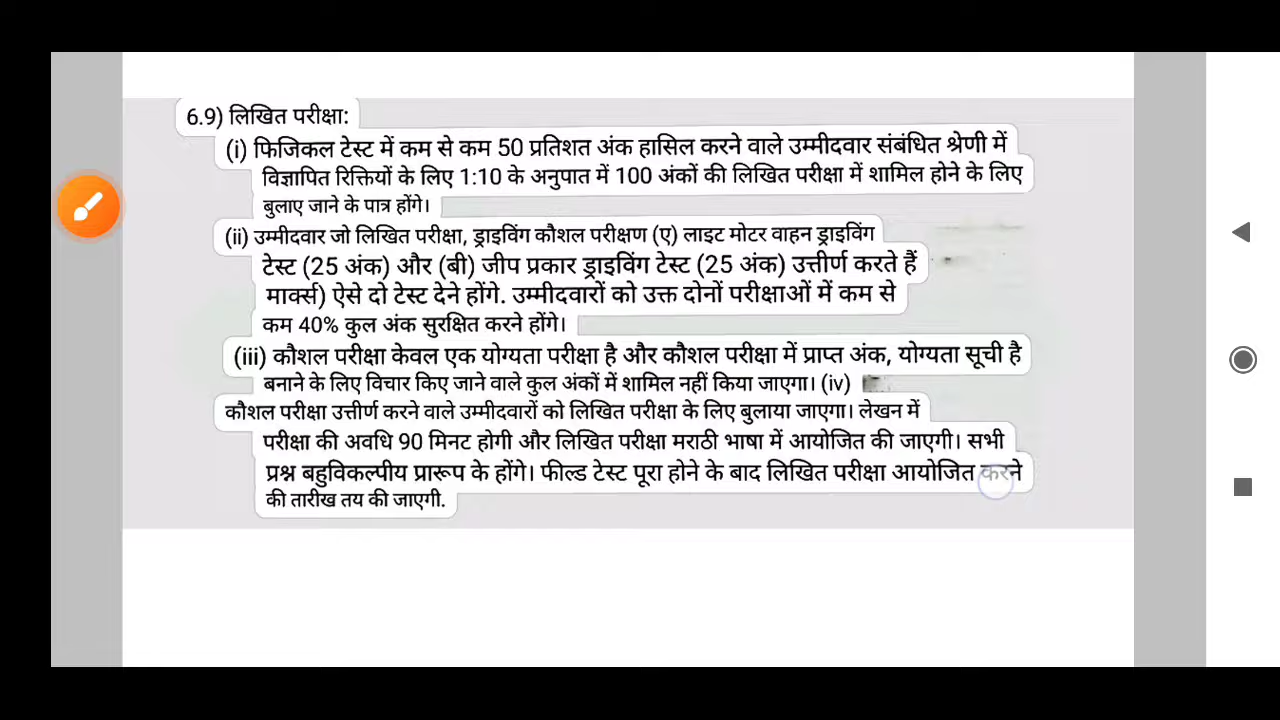 6.9) लिखित परीक्षा:
(i) फिजिकल टेस्ट में कम से कम 50 प्रतिशत अंक हासिल करने वाले उम्मीदवार संबंधित श्रेणी में
विज्ञापित रिक्तियों के लिए 1:10 के अनुपात में 100 अंकों की लिखित परीक्षा में शामिल होने के लिए
बुलाए जाने के पात्र होंगे।
(ii) उम्मीदवार जो लिखित परीक्षा, ड्राइविंग कौशल परीक्षण (ए) लाइट मोटर वाहन ड्राइविंग
टेस्ट (25 अंक) और (बी) जीप प्रकार ड्राइविंग टेस्ट (25 अंक) उत्तीर्ण करते हैं
मार्क्स) ऐसे दो टेस्ट देने होंगे. उम्मीदवारों को उक्त दोनों परीक्षाओं में कम से
कम 40% कुल अंक सुरक्षित करने होंगे।
(iii) कौशल परीक्षा केवल एक योग्यता परीक्षा है और कौशल परीक्षा में प्राप्त अंक, योग्यता सूची है
बनाने के लिए विचार किए जाने वाले कुल अंकों में शामिल नहीं किया जाएगा। (iv)
कौशल परीक्षा उत्तीर्ण करने वाले उम्मीदवारों को लिखित परीक्षा के लिए बुलाया जाएगा। लेखन में
परीक्षा की अवधि 90 मिनट होगी और लिखित परीक्षा मराठी भाषा में आयोजित की जाएगी। सभी
प्रश्न बहुविकल्पीय प्रारूप के होंगे। फील्ड टेस्ट पूरा होने के बाद लिखित परीक्षा आयोजित करने
की तारीख तय की जाएगी.